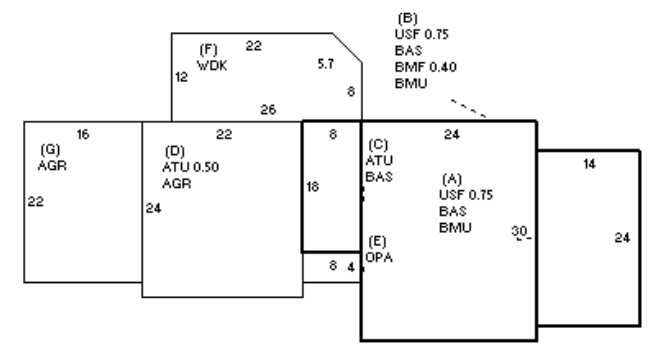 (B)
USF 0.75
BAS
BMF 0.40
BMU
(F)
WDK
22
5.7
12
8
26
16
22
8
24
(G)
AGR
(D)
ATU 0.50
AGR
(C)
ATU
BAS
14
(A)
USF 0.75
BAS
BMU
18
22
24
30
24
(E)
OPA
8
4